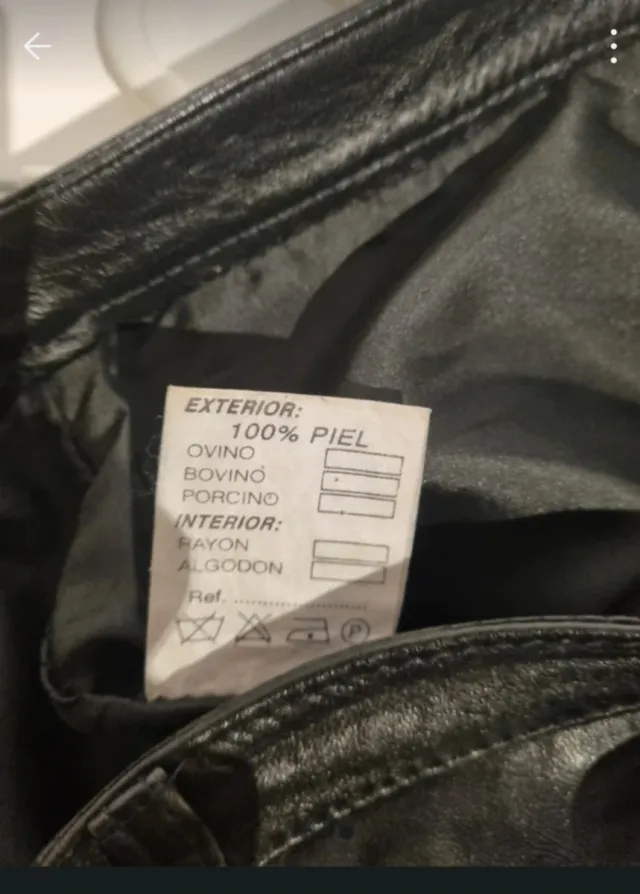 EXTERIOR:
100% PIEL
OVINO
BOVINO
PORCINO
INTERIOR:
RAYON
ALGODON
Ref. ........................
P